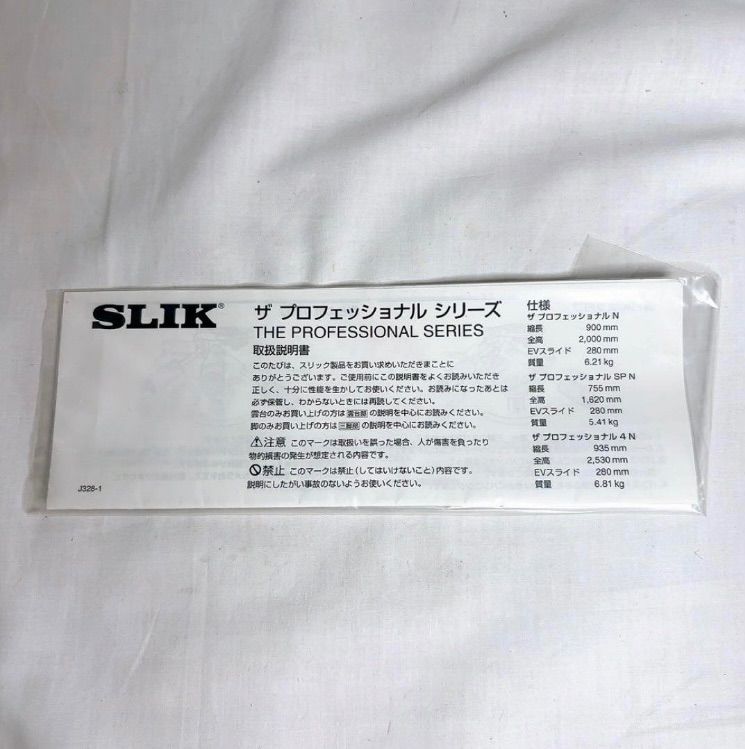 SLIK®
ザ プロフェッショナル シリーズ
THE PROFESSIONAL SERIES
取扱説明書
このたびは、スリック製品をお買い求めいただきまことに
ありがとうございます。ご使用前にこの説明書をよくお読みいただき
正しく、十分に性能を生かしてお使いください。お読みになったあとは
必ず保管し、わからないときには再読してください。
雲台のみお買い上げの方は 雲台部 の説明を中心にお読みください。
脚のみお買い上げの方は 三脚部 の説明を中心にお読みください。
⚠注意 このマークは取扱いを誤った場合、人が傷害を負ったり
物的損害の発生が想定される内容です。
🚫禁止 このマークは禁止（してはいけないこと）内容です。
説明にしたがい事故のないようお使いください。
J328-1
仕様
ザ プロフェッショナル N
縮長 900 mm
全高 2,000 mm
EVスライド 280 mm
質量 6.21 kg
ザ プロフェッショナル SP N
縮長 755 mm
全高 1,620 mm
EVスライド 280 mm
質量 5.41 kg
ザ プロフェッショナル 4 N
縮長 935 mm
全高 2,530 mm
EVスライド 280 mm
質量 6.81 kg